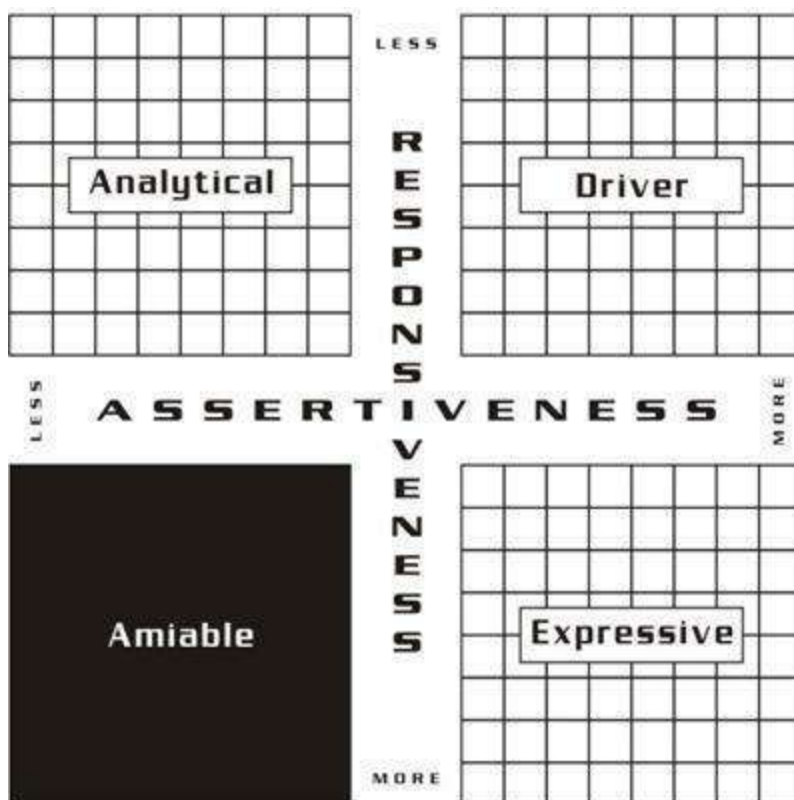 LESS
Analytical
Driver
RESPONSIVENESS
LESS
ASSERTIVENESS
MORE
Amiable
Expressive
MORE